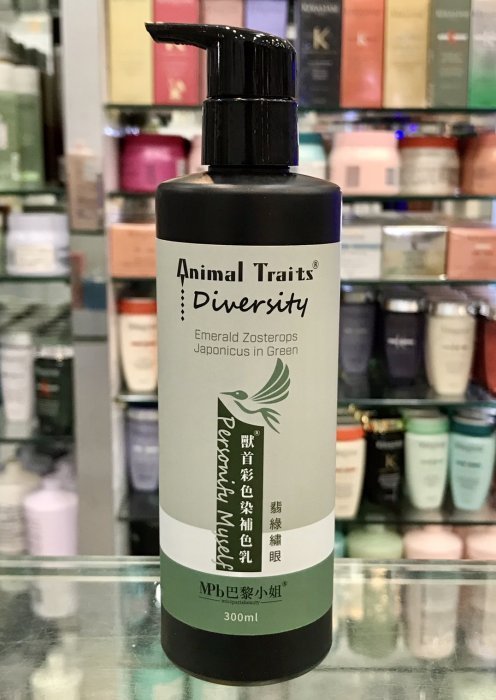 Animal Traits®
Diversity
Emerald Zosterops
Japonicus in Green
Personify Myself
獸首彩色染補色乳®
翡綠繡眼
MPb巴黎小姐®
300ml